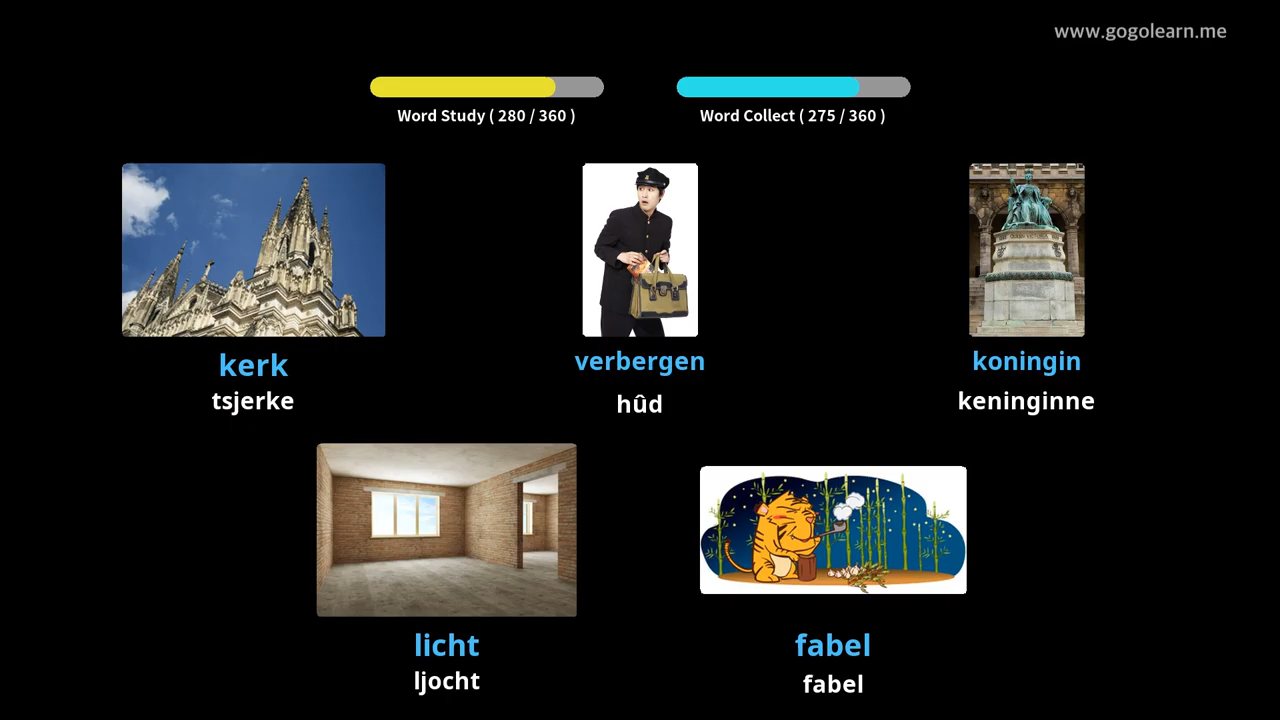 www.gogolearn.me
Word Study ( 280 / 360 )
Word Collect ( 275 / 360 )
kerk
tsjerke
verbergen
hûd
koningin
keninginne
licht
ljocht
fabel
fabel